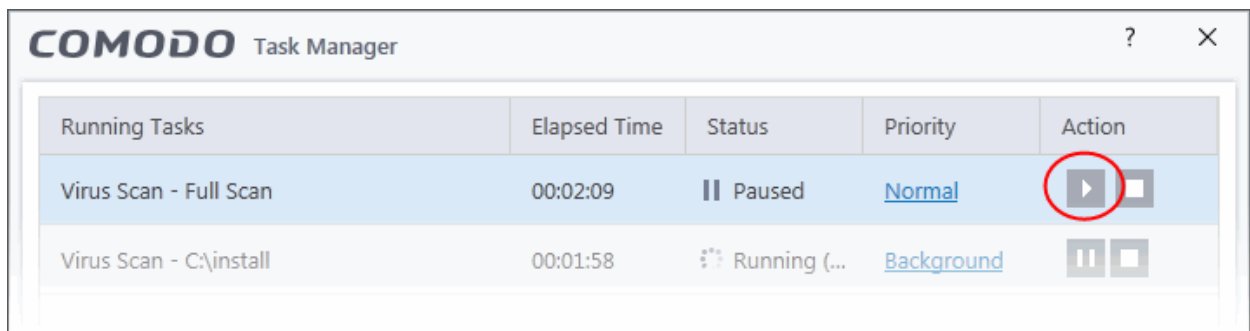 COMODO Task Manager ? X
Running Tasks Elapsed Time Status Priority Action
Virus Scan - Full Scan 00:02:09 Paused Normal
Virus Scan - C:\install 00:01:58 Running (... Background